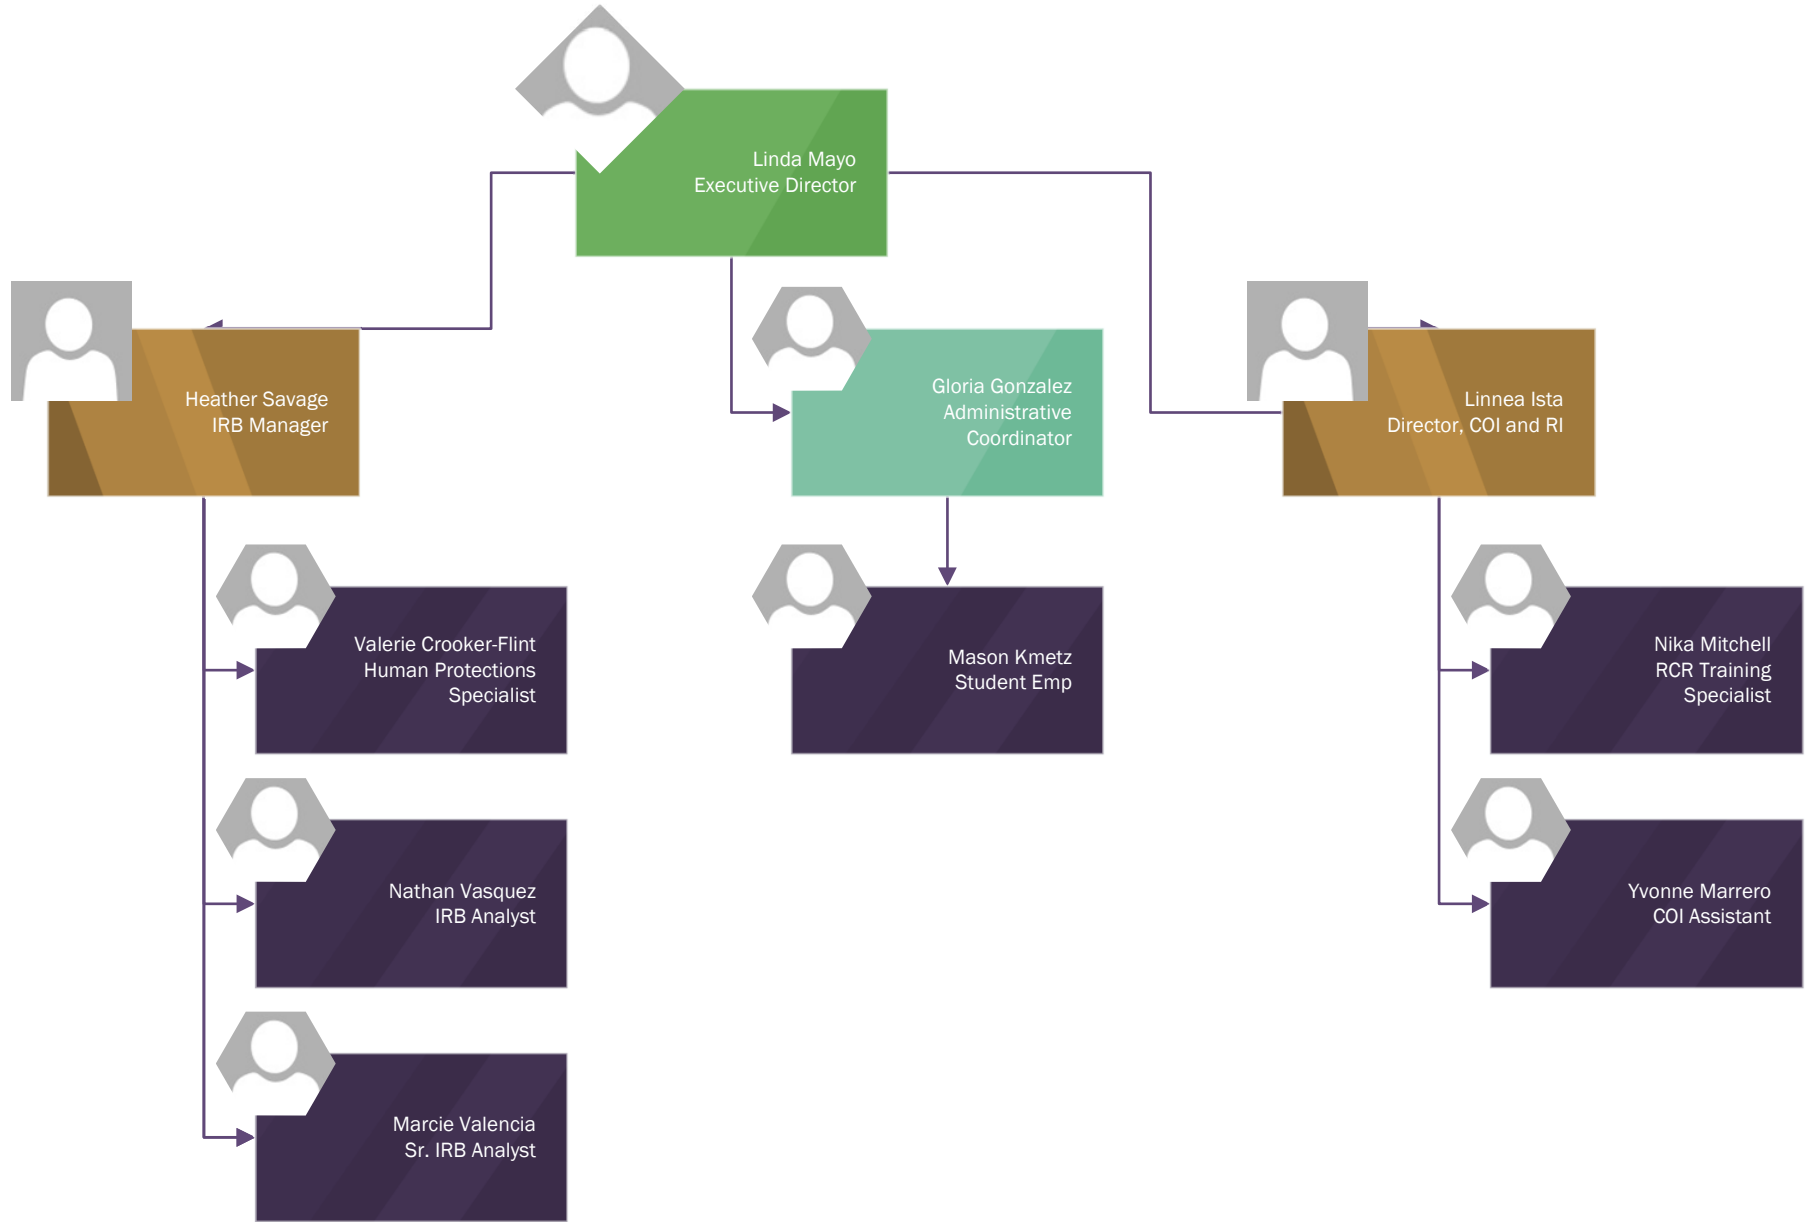 Linda Mayo
Executive Director
Heather Savage
IRB Manager
Gloria Gonzalez
Administrative
Coordinator
Linnea Ista
Director, COI and RI
Valerie Crooker-Flint
Human Protections
Specialist
Mason Kmetz
Student Emp
Nika Mitchell
RCR Training
Specialist
Nathan Vasquez
IRB Analyst
Yvonne Marrero
COI Assistant
Marcie Valencia
Sr. IRB Analyst